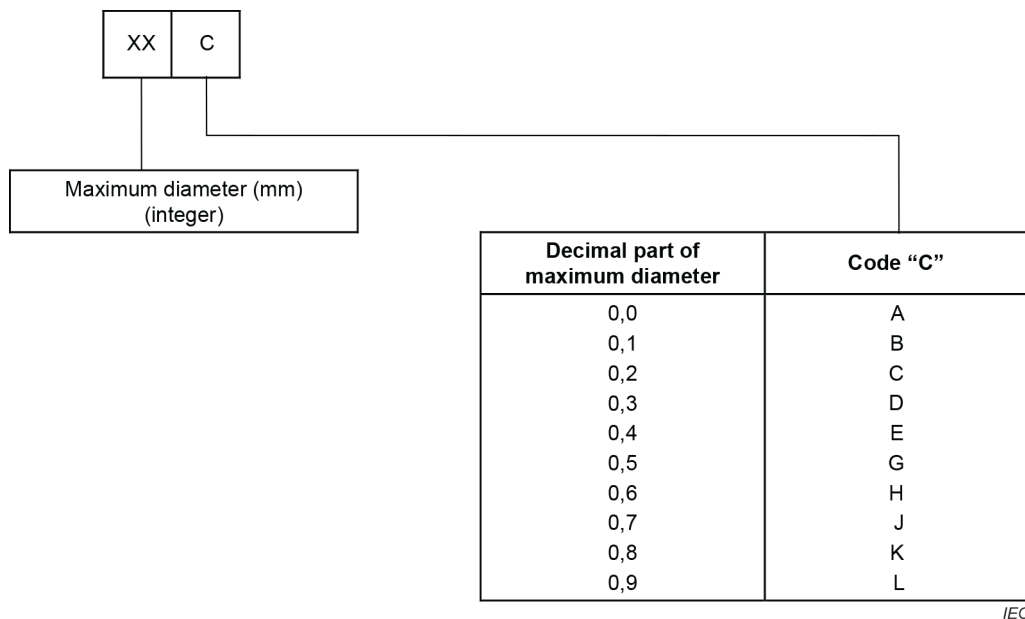 XX C
Maximum diameter (mm)
(integer)
Decimal part of
maximum diameter
Code “C”
0,0 A
0,1 B
0,2 C
0,3 D
0,4 E
0,5 G
0,6 H
0,7 J
0,8 K
0,9 L
IEC